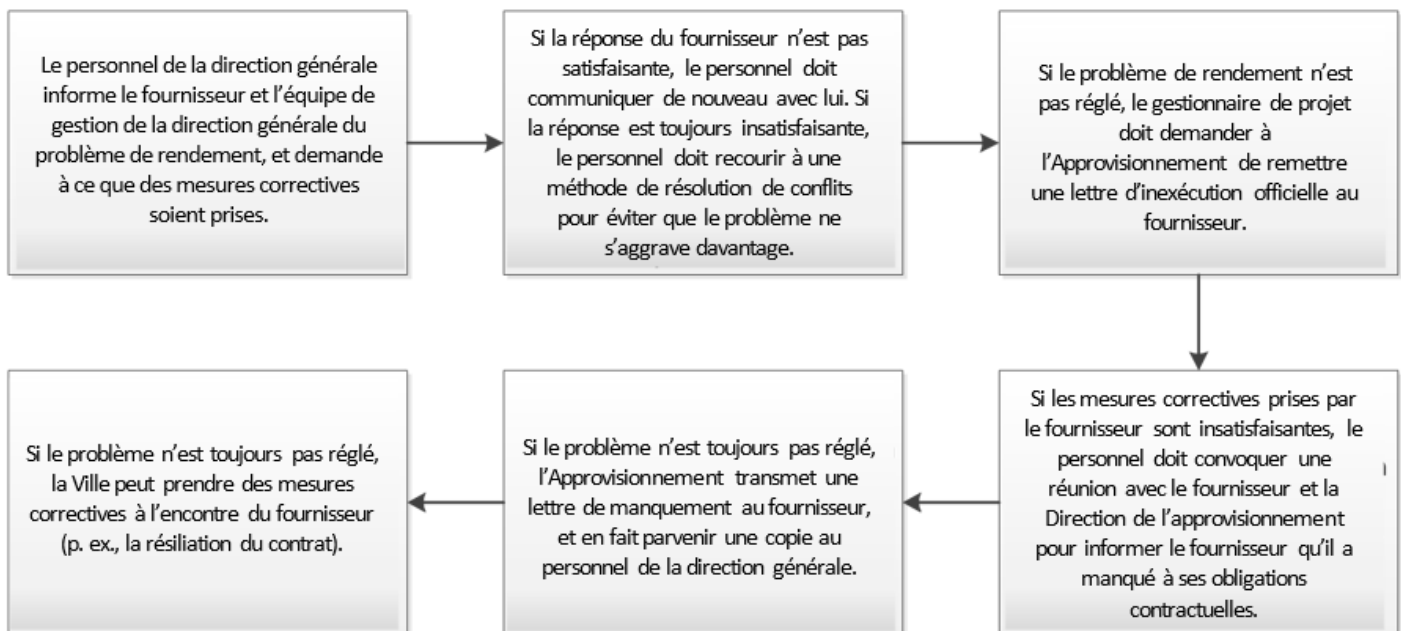 Le personnel de la direction générale
informe le fournisseur et l'équipe de
gestion de la direction générale du
problème de rendement, et demande
à ce que des mesures correctives
soient prises.
Si la réponse du fournisseur n'est pas
satisfaisante, le personnel doit
communiquer de nouveau avec lui. Si
la réponse est toujours insatisfaisante,
le personnel doit recourir à une
méthode de résolution de conflits
pour éviter que le problème ne
s'aggrave davantage.
Si le problème de rendement n'est
pas réglé, le gestionnaire de projet
doit demander à
l'Approvisionnement de remettre
une lettre d'inexécution officielle au
fournisseur.
Si les mesures correctives prises par
le fournisseur sont insatisfaisantes, le
personnel doit convoquer une
réunion avec le fournisseur et la
Direction de l'approvisionnement
pour informer le fournisseur qu'il a
manqué à ses obligations
contractuelles.
Si le problème n'est toujours pas réglé,
l'Approvisionnement transmet une
lettre de manquement au fournisseur,
et en fait parvenir une copie au
personnel de la direction générale.
Si le problème n'est toujours pas réglé,
la Ville peut prendre des mesures
correctives à l'encontre du fournisseur
(p. ex., la résiliation du contrat).